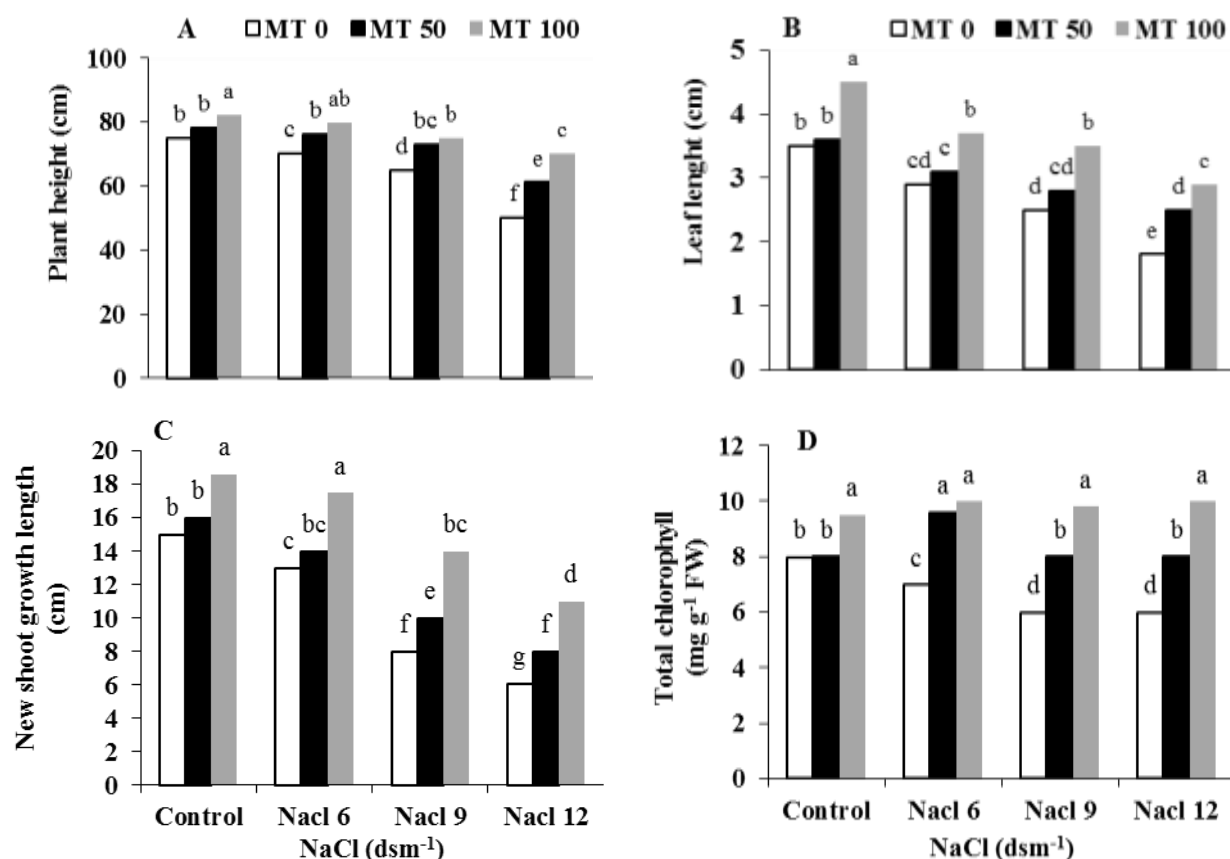 A MT 0 MT 50 MT 100
Plant height (cm)
100
80
60
40
20
0
b b a
c b ab
d bc b
f e c
B MT 0 MT 50 MT 100
Leaf lenght (cm)
5
4
3
2
1
0
b b a
cd c b
d cd b
e d c
C
New shoot growth length
(cm)
20
18
16
14
12
10
8
6
4
2
0
b b a
c bc a
f e bc
g f d
Control Nacl 6 Nacl 9 Nacl 12
NaCl (dsm⁻¹)
D
Total chlorophyll
(mg g⁻¹ FW)
12
10
8
6
4
2
0
b b a
c a a
d b a
d b a
Control Nacl 6 Nacl 9 Nacl 12
NaCl (dsm⁻¹)